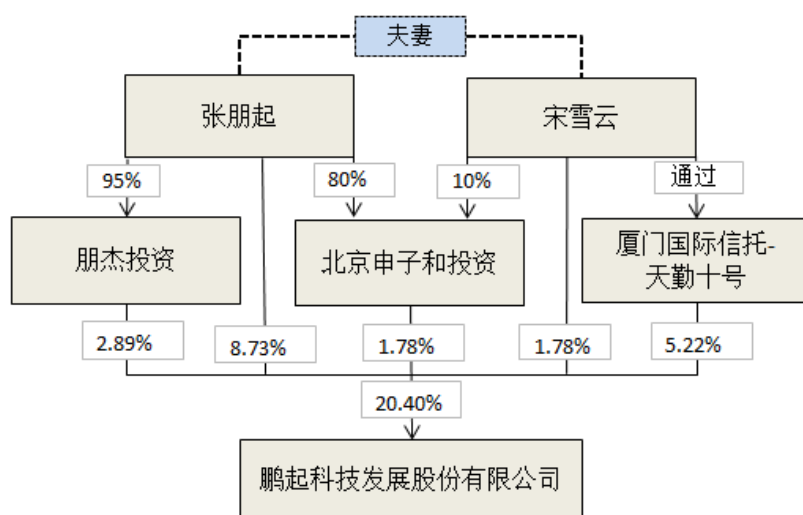 夫妻
张朋起
宋雪云
95%
80%
10%
通过
朋杰投资
北京申子和投资
厦门国际信托-
天勤十号
2.89%
8.73%
1.78%
1.78%
5.22%
20.40%
鹏起科技发展股份有限公司